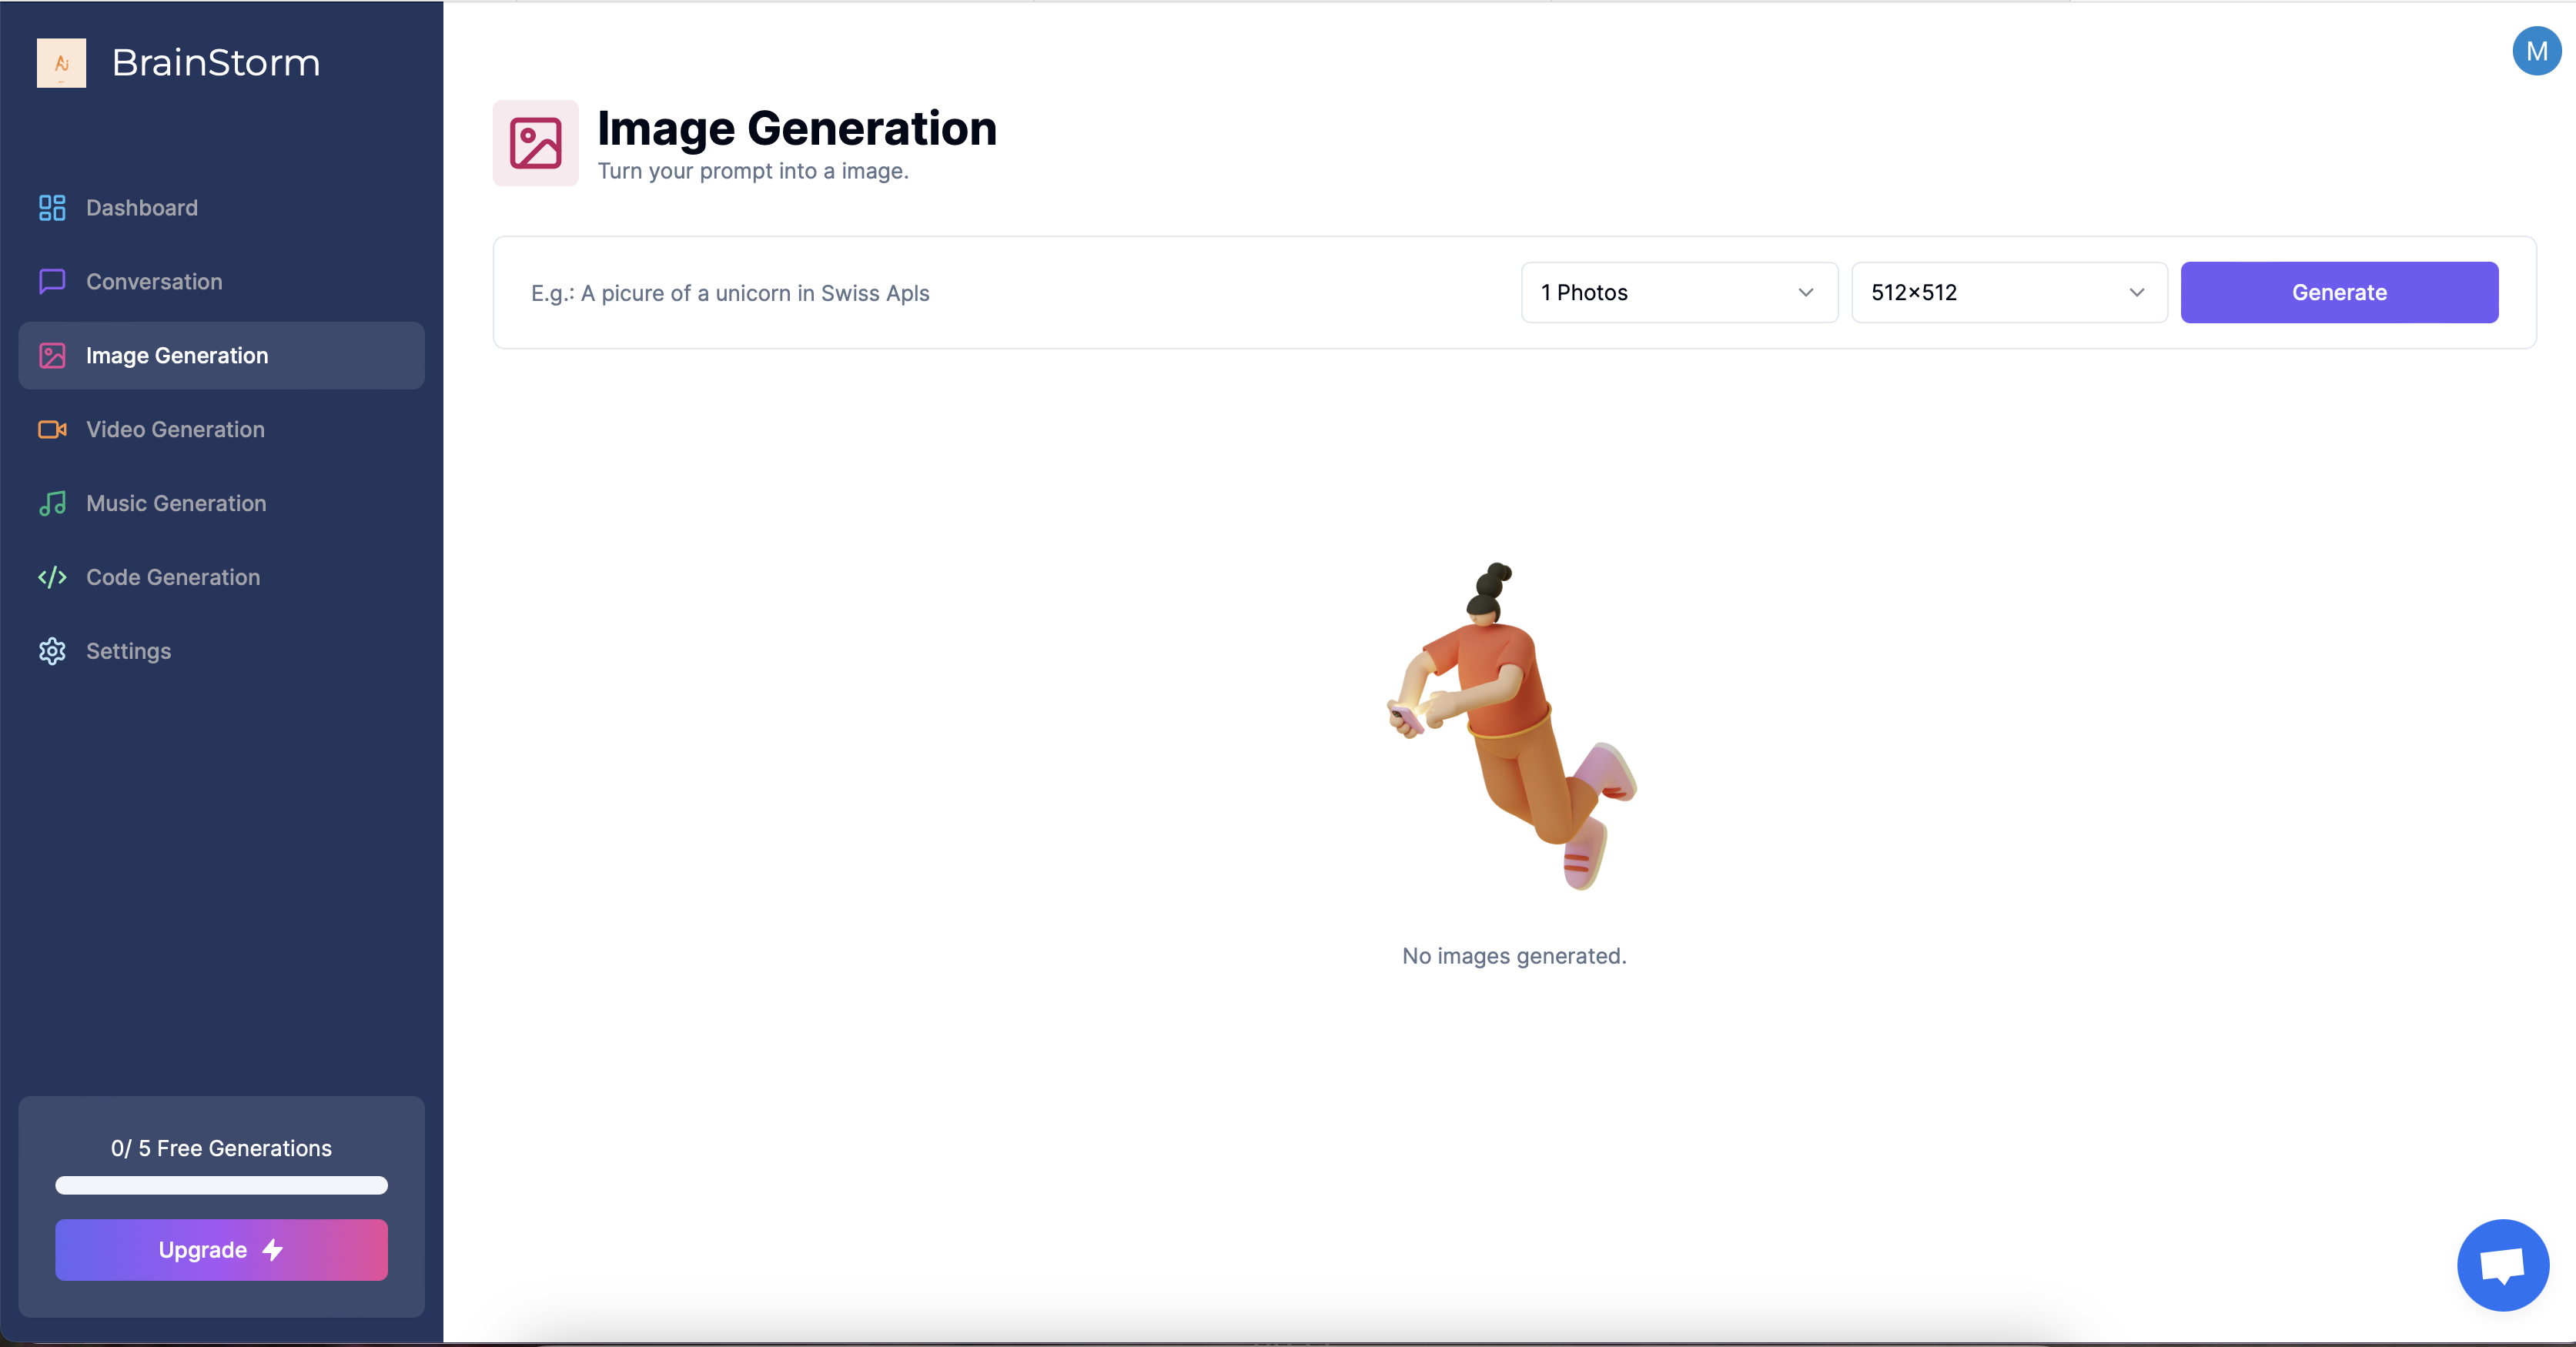 BrainStorm
M
Image Generation
Turn your prompt into a image.
Dashboard
Conversation
Image Generation
Video Generation
Music Generation
Code Generation
Settings
E.g.: A picure of a unicorn in Swiss Apls
1 Photos
512×512
Generate
No images generated.
0/ 5 Free Generations
Upgrade